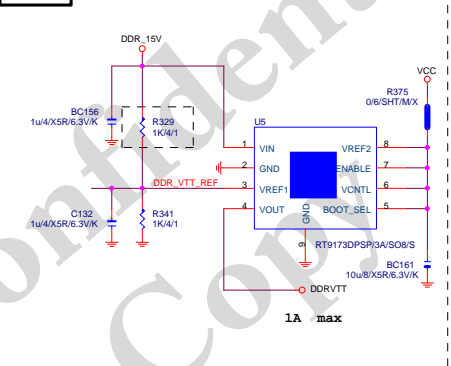 DDR_15V
VCC
R375
0/6/SHT/M/X
BC156
1u/4/X5R/6.3V/K
R329
1K/4/1
U5
1 VIN VREF2 8
2 GND ENABLE 7
DDR_VTT_REF 3 VREF1 VCNTL 6
4 VOUT BOOT_SEL 5
GND
9
C132
1u/4/X5R/6.3V/K
R341
1K/4/1
RT9173DPSP/3A/SO8/S
BC161
10u/8/X5R/6.3V/K
DDRVTT
1A max
Confident
Copy